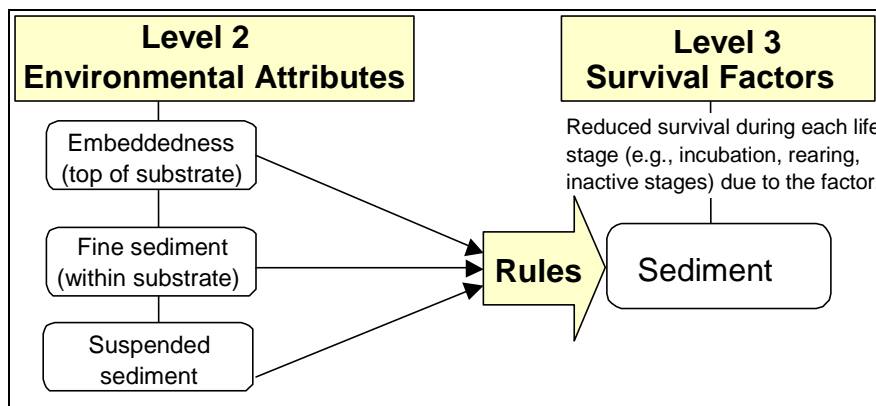 Level 2
Environmental Attributes
Embeddedness
(top of substrate)
Fine sediment
(within substrate)
Suspended
sediment
Rules
Level 3
Survival Factors
Reduced survival during each life
stage (e.g., incubation, rearing,
inactive stages) due to the factor
Sediment